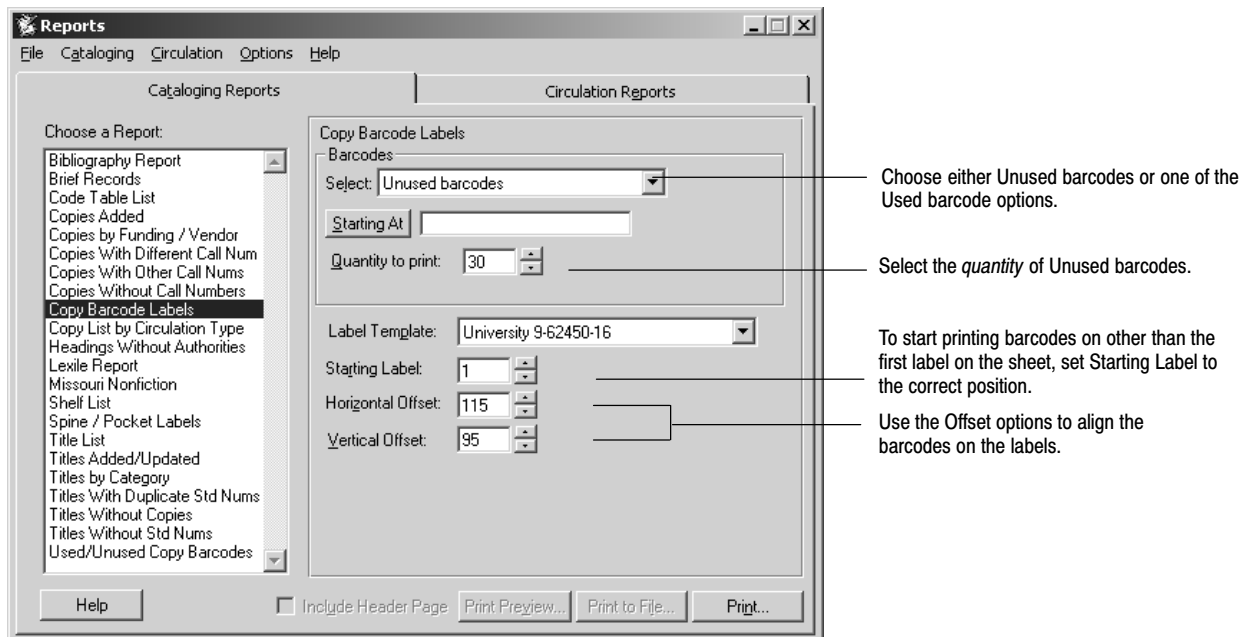 Reports
File Cataloging Circulation Options Help
Cataloging Reports
Circulation Reports
Choose a Report:
Bibliography Report
Brief Records
Code Table List
Copies Added
Copies by Funding / Vendor
Copies With Different Call Num
Copies With Other Call Nums
Copies Without Call Numbers
Copy Barcode Labels
Copy List by Circulation Type
Headings Without Authorities
Lexile Report
Missouri Nonfiction
Shelf List
Spine / Pocket Labels
Title List
Titles Added/Updated
Titles by Category
Titles With Duplicate Std Nums
Titles Without Copies
Titles Without Std Nums
Used/Unused Copy Barcodes
Copy Barcode Labels
Barcodes
Select: Unused barcodes
Starting At
Quantity to print: 30
Label Template: University 9-62450-16
Starting Label: 1
Horizontal Offset: 115
Vertical Offset: 95
Help
Include Header Page
Print Preview...
Print to File...
Print...
Choose either Unused barcodes or one of the
Used barcode options.
Select the quantity of Unused barcodes.
To start printing barcodes on other than the
first label on the sheet, set Starting Label to
the correct position.
Use the Offset options to align the
barcodes on the labels.